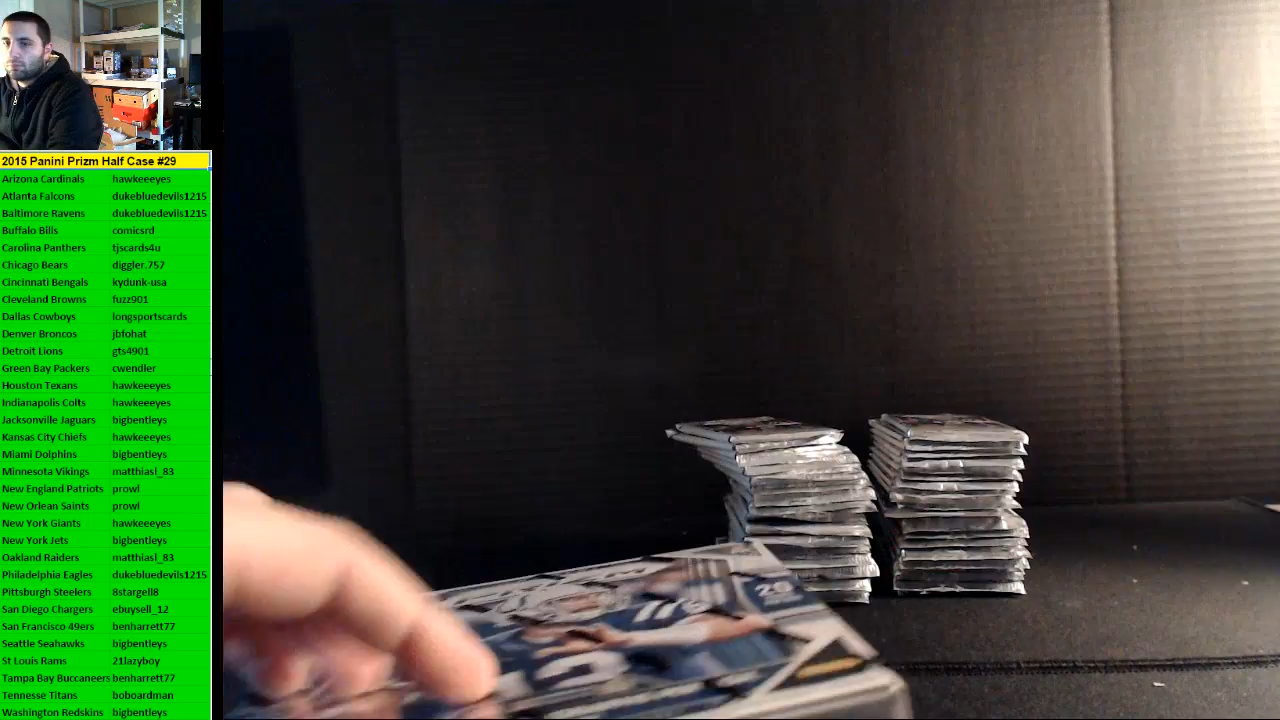 2015 Panini Prizm Half Case #29
Arizona Cardinals hawkeeeyes
Atlanta Falcons dukebluedevils1215
Baltimore Ravens dukebluedevils1215
Buffalo Bills comicsrd
Carolina Panthers tjscards4u
Chicago Bears diggler.757
Cincinnati Bengals kydunk-usa
Cleveland Browns fuzz901
Dallas Cowboys longsportscards
Denver Broncos jbfohat
Detroit Lions gts4901
Green Bay Packers cwendler
Houston Texans hawkeeeyes
Indianapolis Colts hawkeeeyes
Jacksonville Jaguars bigbentleys
Kansas City Chiefs hawkeeeyes
Miami Dolphins bigbentleys
Minnesota Vikings matthiasl_83
New England Patriots prowl
New Orlean Saints prowl
New York Giants hawkeeeyes
New York Jets bigbentleys
Oakland Raiders matthiasl_83
Philadelphia Eagles dukebluedevils1215
Pittsburgh Steelers 8stargell8
San Diego Chargers ebuysell_12
San Francisco 49ers benharrett77
Seattle Seahawks bigbentleys
St Louis Rams 21lazyboy
Tampa Bay Buccaneers benharrett77
Tennesse Titans boboardman
Washington Redskins bigbentleys